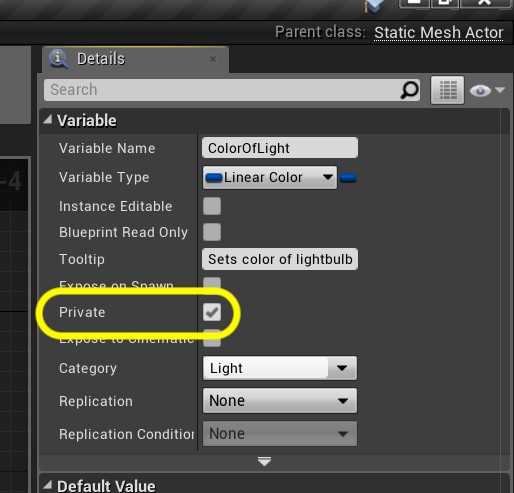 -4
Parent class: Static Mesh Actor
Details
Search
Variable
Variable Name ColorOfLight
Variable Type Linear Color
Instance Editable
Blueprint Read Only
Tooltip Sets color of lightbulb
Expose on Spawn
Private
Expose to Cinematic
Category Light
Replication None
Replication Condition None
Default Value